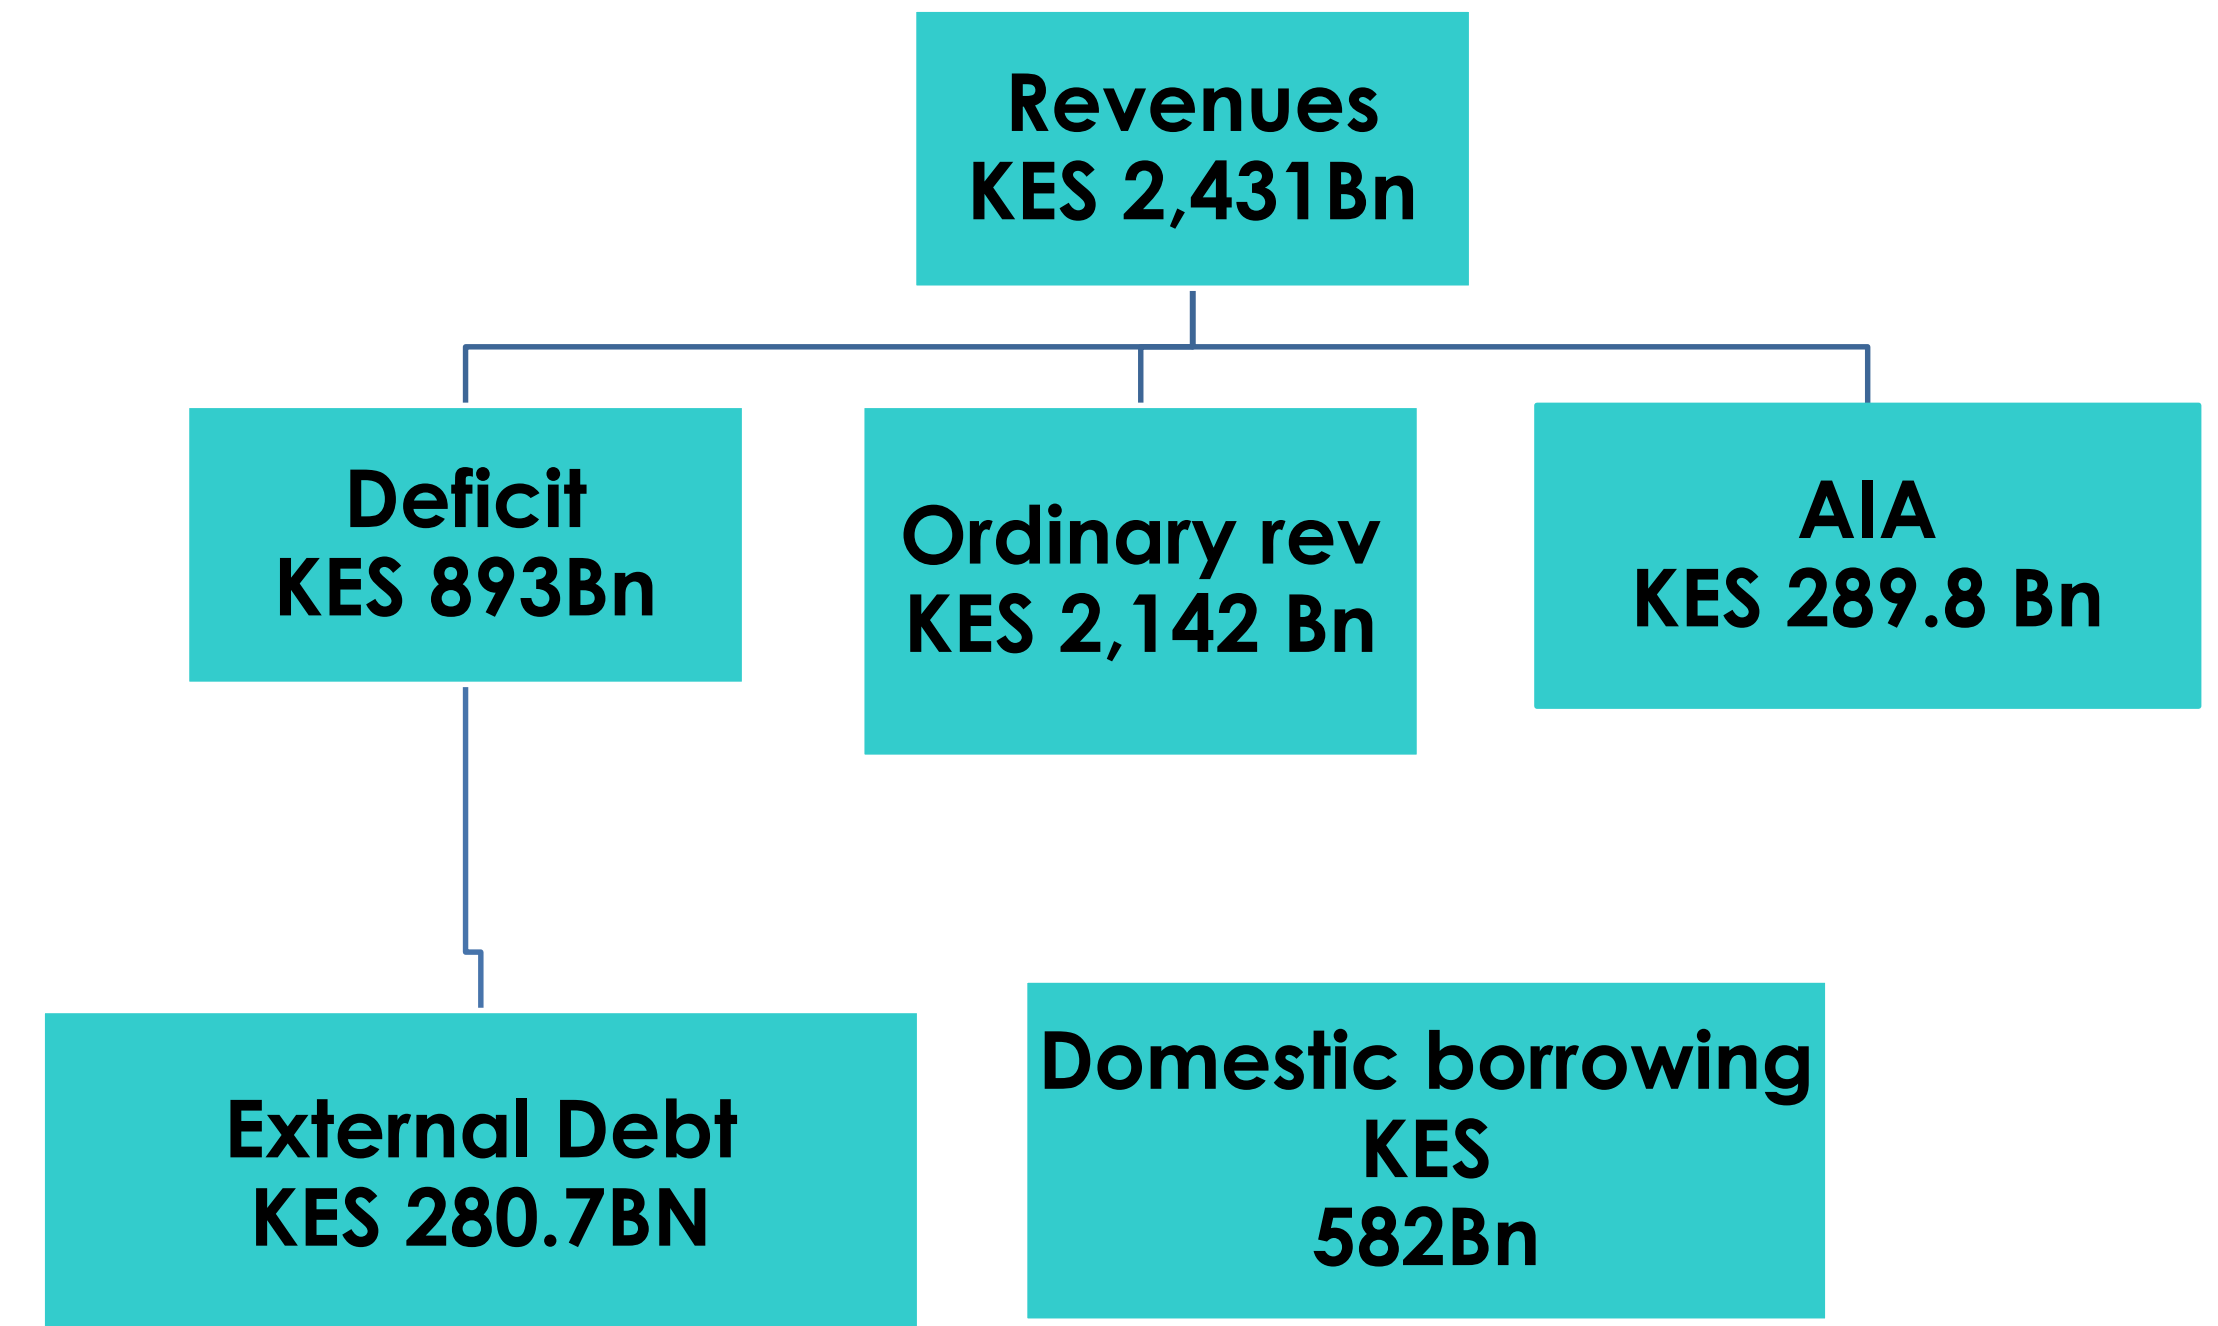 Revenues
KES 2,431Bn
Deficit
KES 893Bn
Ordinary rev
KES 2,142 Bn
AIA
KES 289.8 Bn
External Debt
KES 280.7BN
Domestic borrowing
KES
582Bn